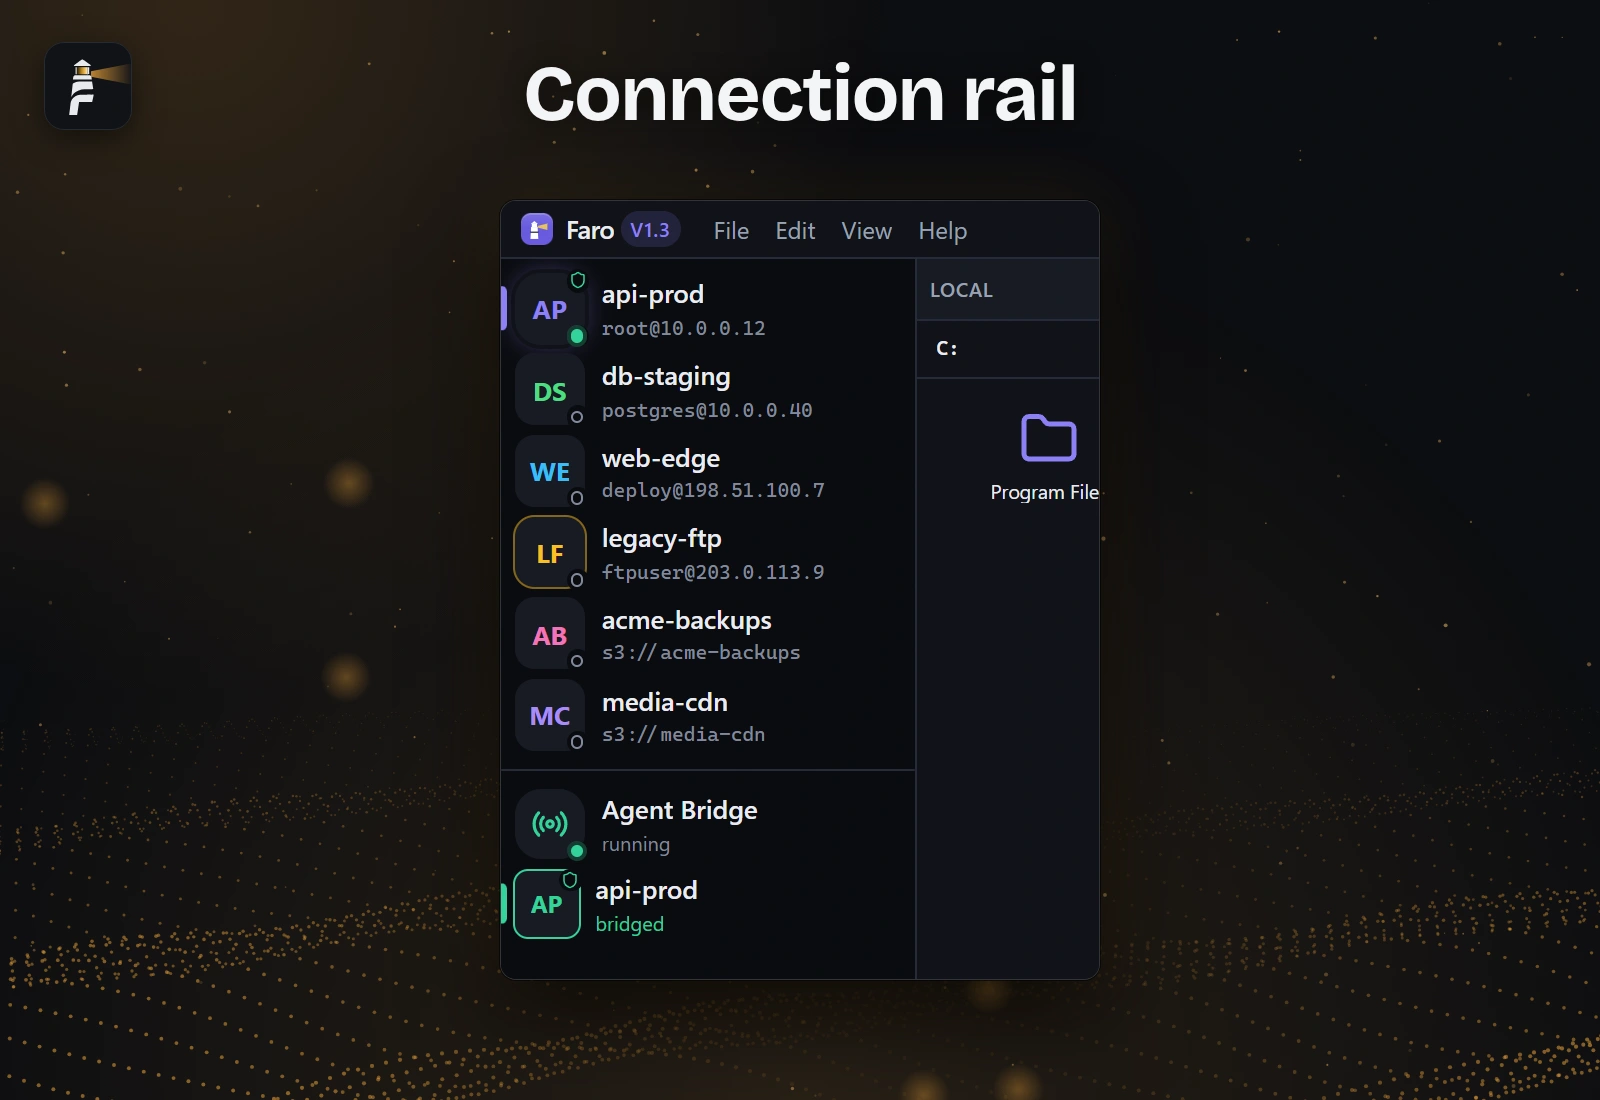 Connection rail
Faro V1.3 File Edit View Help
AP api-prod
root@10.0.0.12
DS db-staging
postgres@10.0.0.40
WE web-edge
deploy@198.51.100.7
LF legacy-ftp
ftpuser@203.0.113.9
AB acme-backups
s3://acme-backups
MC media-cdn
s3://media-cdn
Agent Bridge
running
AP api-prod
bridged
LOCAL
C:
Program File